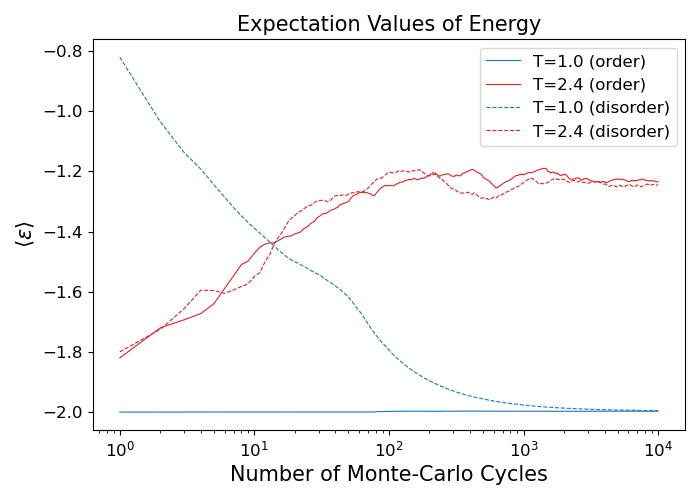 Expectation Values of Energy
T=1.0 (order)
T=2.4 (order)
T=1.0 (disorder)
T=2.4 (disorder)
⟨ε⟩
−0.8
−1.0
−1.2
−1.4
−1.6
−1.8
−2.0
10⁰ 10¹ 10² 10³ 10⁴
Number of Monte-Carlo Cycles